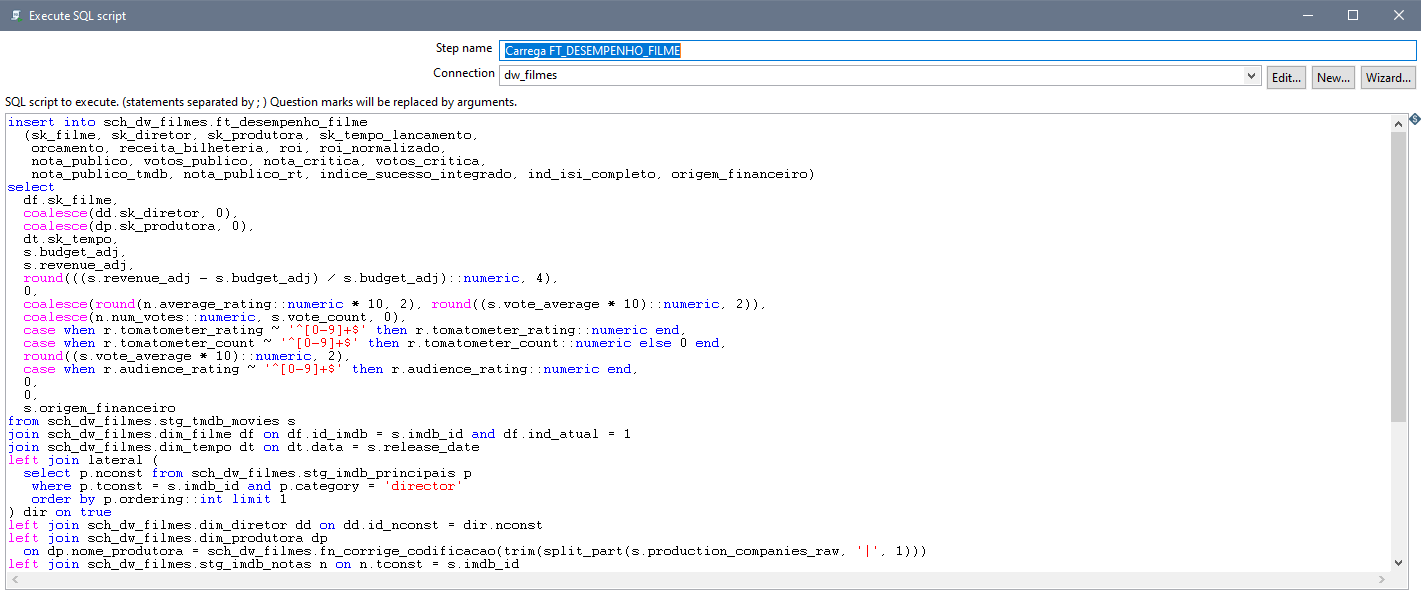 Execute SQL script
Step name Carrega FT_DESEMPENHO_FILME
Connection dw_filmes Edit... New... Wizard...
SQL script to execute. (statements separated by ; ) Question marks will be replaced by arguments.
insert into sch_dw_filmes.ft_desempenho_filme
  (sk_filme, sk_diretor, sk_produtora, sk_tempo_lancamento,
   orcamento, receita_bilheteria, roi, roi_normalizado,
   nota_publico, votos_publico, nota_critica, votos_critica,
   nota_publico_tmdb, nota_publico_rt, indice_sucesso_integrado, ind_isi_completo, origem_financeiro)
select
  df.sk_filme,
  coalesce(dd.sk_diretor, 0),
  coalesce(dp.sk_produtora, 0),
  dt.sk_tempo,
  s.budget_adj,
  s.revenue_adj,
  round(((s.revenue_adj - s.budget_adj) / s.budget_adj)::numeric, 4),
  0,
  coalesce(round(n.average_rating::numeric * 10, 2), round((s.vote_average * 10)::numeric, 2)),
  coalesce(n.num_votes::numeric, s.vote_count, 0),
  case when r.tomatometer_rating ~ '^[0-9]+$' then r.tomatometer_rating::numeric end,
  case when r.tomatometer_count ~ '^[0-9]+$' then r.tomatometer_count::numeric else 0 end,
  round((s.vote_average * 10)::numeric, 2),
  case when r.audience_rating ~ '^[0-9]+$' then r.audience_rating::numeric end,
  0,
  0,
  s.origem_financeiro
from sch_dw_filmes.stg_tmdb_movies s
join sch_dw_filmes.dim_filme df on df.id_imdb = s.imdb_id and df.ind_atual = 1
join sch_dw_filmes.dim_tempo dt on dt.data = s.release_date
left join lateral (
  select p.nconst from sch_dw_filmes.stg_imdb_principais p
   where p.tconst = s.imdb_id and p.category = 'director'
   order by p.ordering::int limit 1
) dir on true
left join sch_dw_filmes.dim_diretor dd on dd.id_nconst = dir.nconst
left join sch_dw_filmes.dim_produtora dp
  on dp.nome_produtora = sch_dw_filmes.fn_corrige_codificacao(trim(split_part(s.production_companies_raw, '|', 1)))
left join sch_dw_filmes.stg_imdb_notas n on n.tconst = s.imdb_id